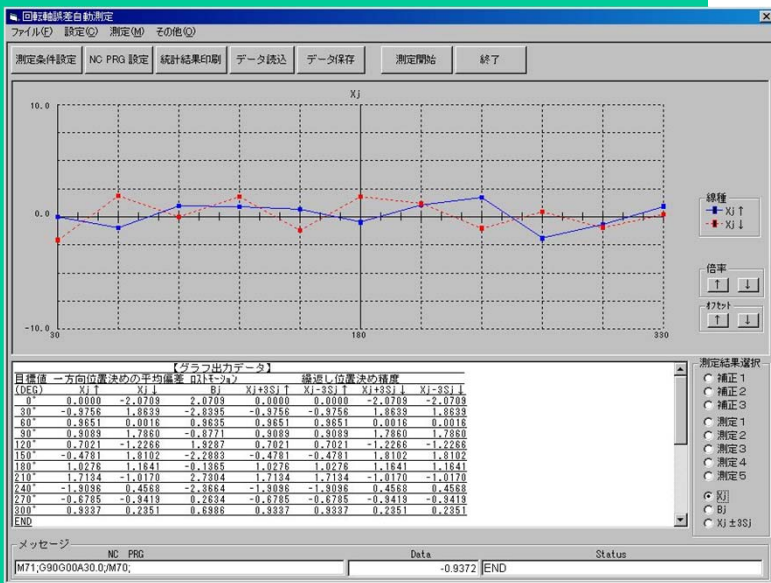 回転軸誤差自動測定
ファイル(F) 設定(C) 測定(M) その他(O)
測定条件設定 NC PRG 設定 統計結果印刷 データ読込 データ保存 測定開始 終了
Xj
10.0
0.0
-10.0
30 180 330
線種
Xj↑
Xj↓
倍率
↑ ↓
オフセット
↑ ↓
【グラフ出力データ】
目標値 一方向位置決めの平均偏差 ロストモーション 繰返し位置決め精度
(DEG) Xj↑ Xj↓ Bj Xj+3Sj↑ Xj-3Sj↑ Xj+3Sj↓ Xj-3Sj↓
0° 0.0000 -2.0709 2.0709 0.0000 0.0000 -2.0709 -2.0709
30° -0.9756 1.8639 -2.8395 -0.9756 -0.9756 1.8639 1.8639
60° 0.9651 0.0016 0.9635 0.9651 0.9651 0.0016 0.0016
90° 0.9089 1.7860 -0.8771 0.9089 0.9089 1.7860 1.7860
120° 0.7021 -1.2266 1.9287 0.7021 0.7021 -1.2266 -1.2266
150° -0.4781 1.8102 -2.2883 -0.4781 -0.4781 1.8102 1.8102
180° 1.0276 1.1641 -0.1365 1.0276 1.0276 1.1641 1.1641
210° 1.7134 -1.0170 2.7304 1.7134 1.7134 -1.0170 -1.0170
240° -1.9096 0.4568 -2.3664 -1.9096 -1.9096 0.4568 0.4568
270° -0.6785 -0.9419 0.2634 -0.6785 -0.6785 -0.9419 -0.9419
300° 0.9337 0.2351 0.6986 0.9337 0.9337 0.2351 0.2351
END
測定結果選択
補正1
補正2
補正3
測定1
測定2
測定3
測定4
測定5
Xj
Bj
Xj±3Sj
メッセージ
NC PRG Data Status
M71;G90G00A30.0;/M70; -0.9372 END